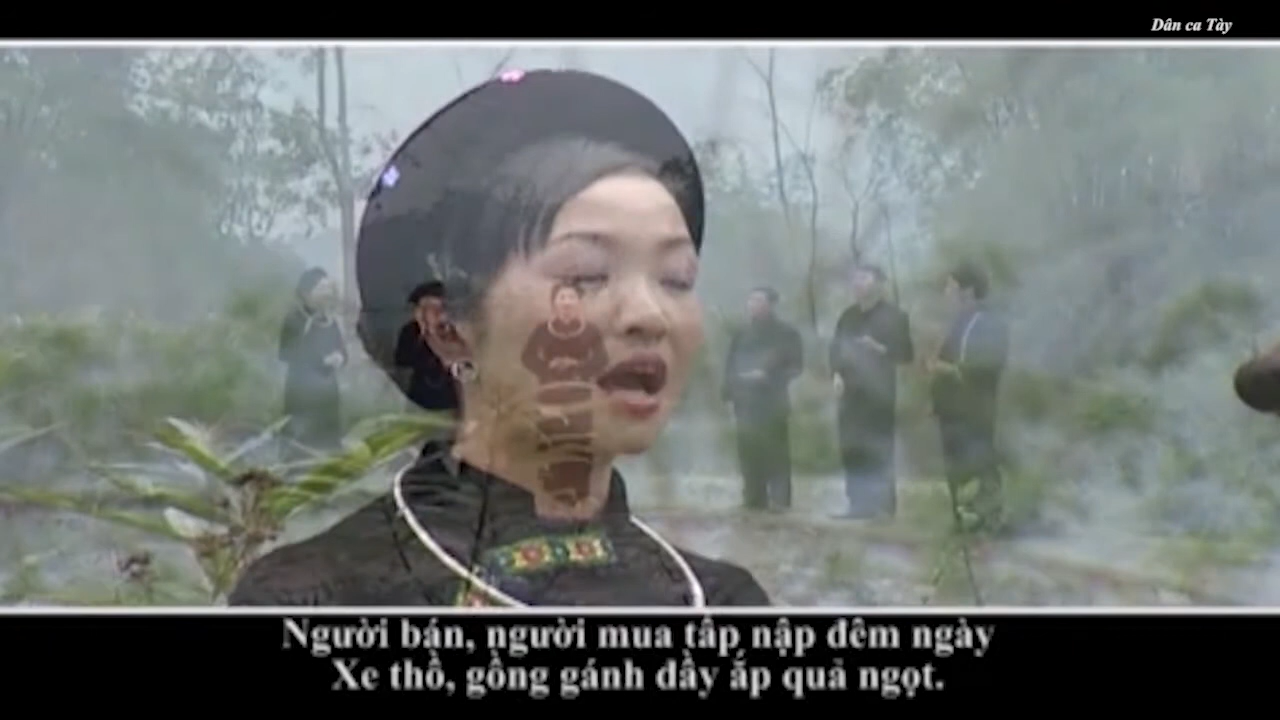 Dân ca Tày
Người bán, người mua tấp nập đêm ngày
Xe thồ, gồng gánh đầy ắp quả ngọt.